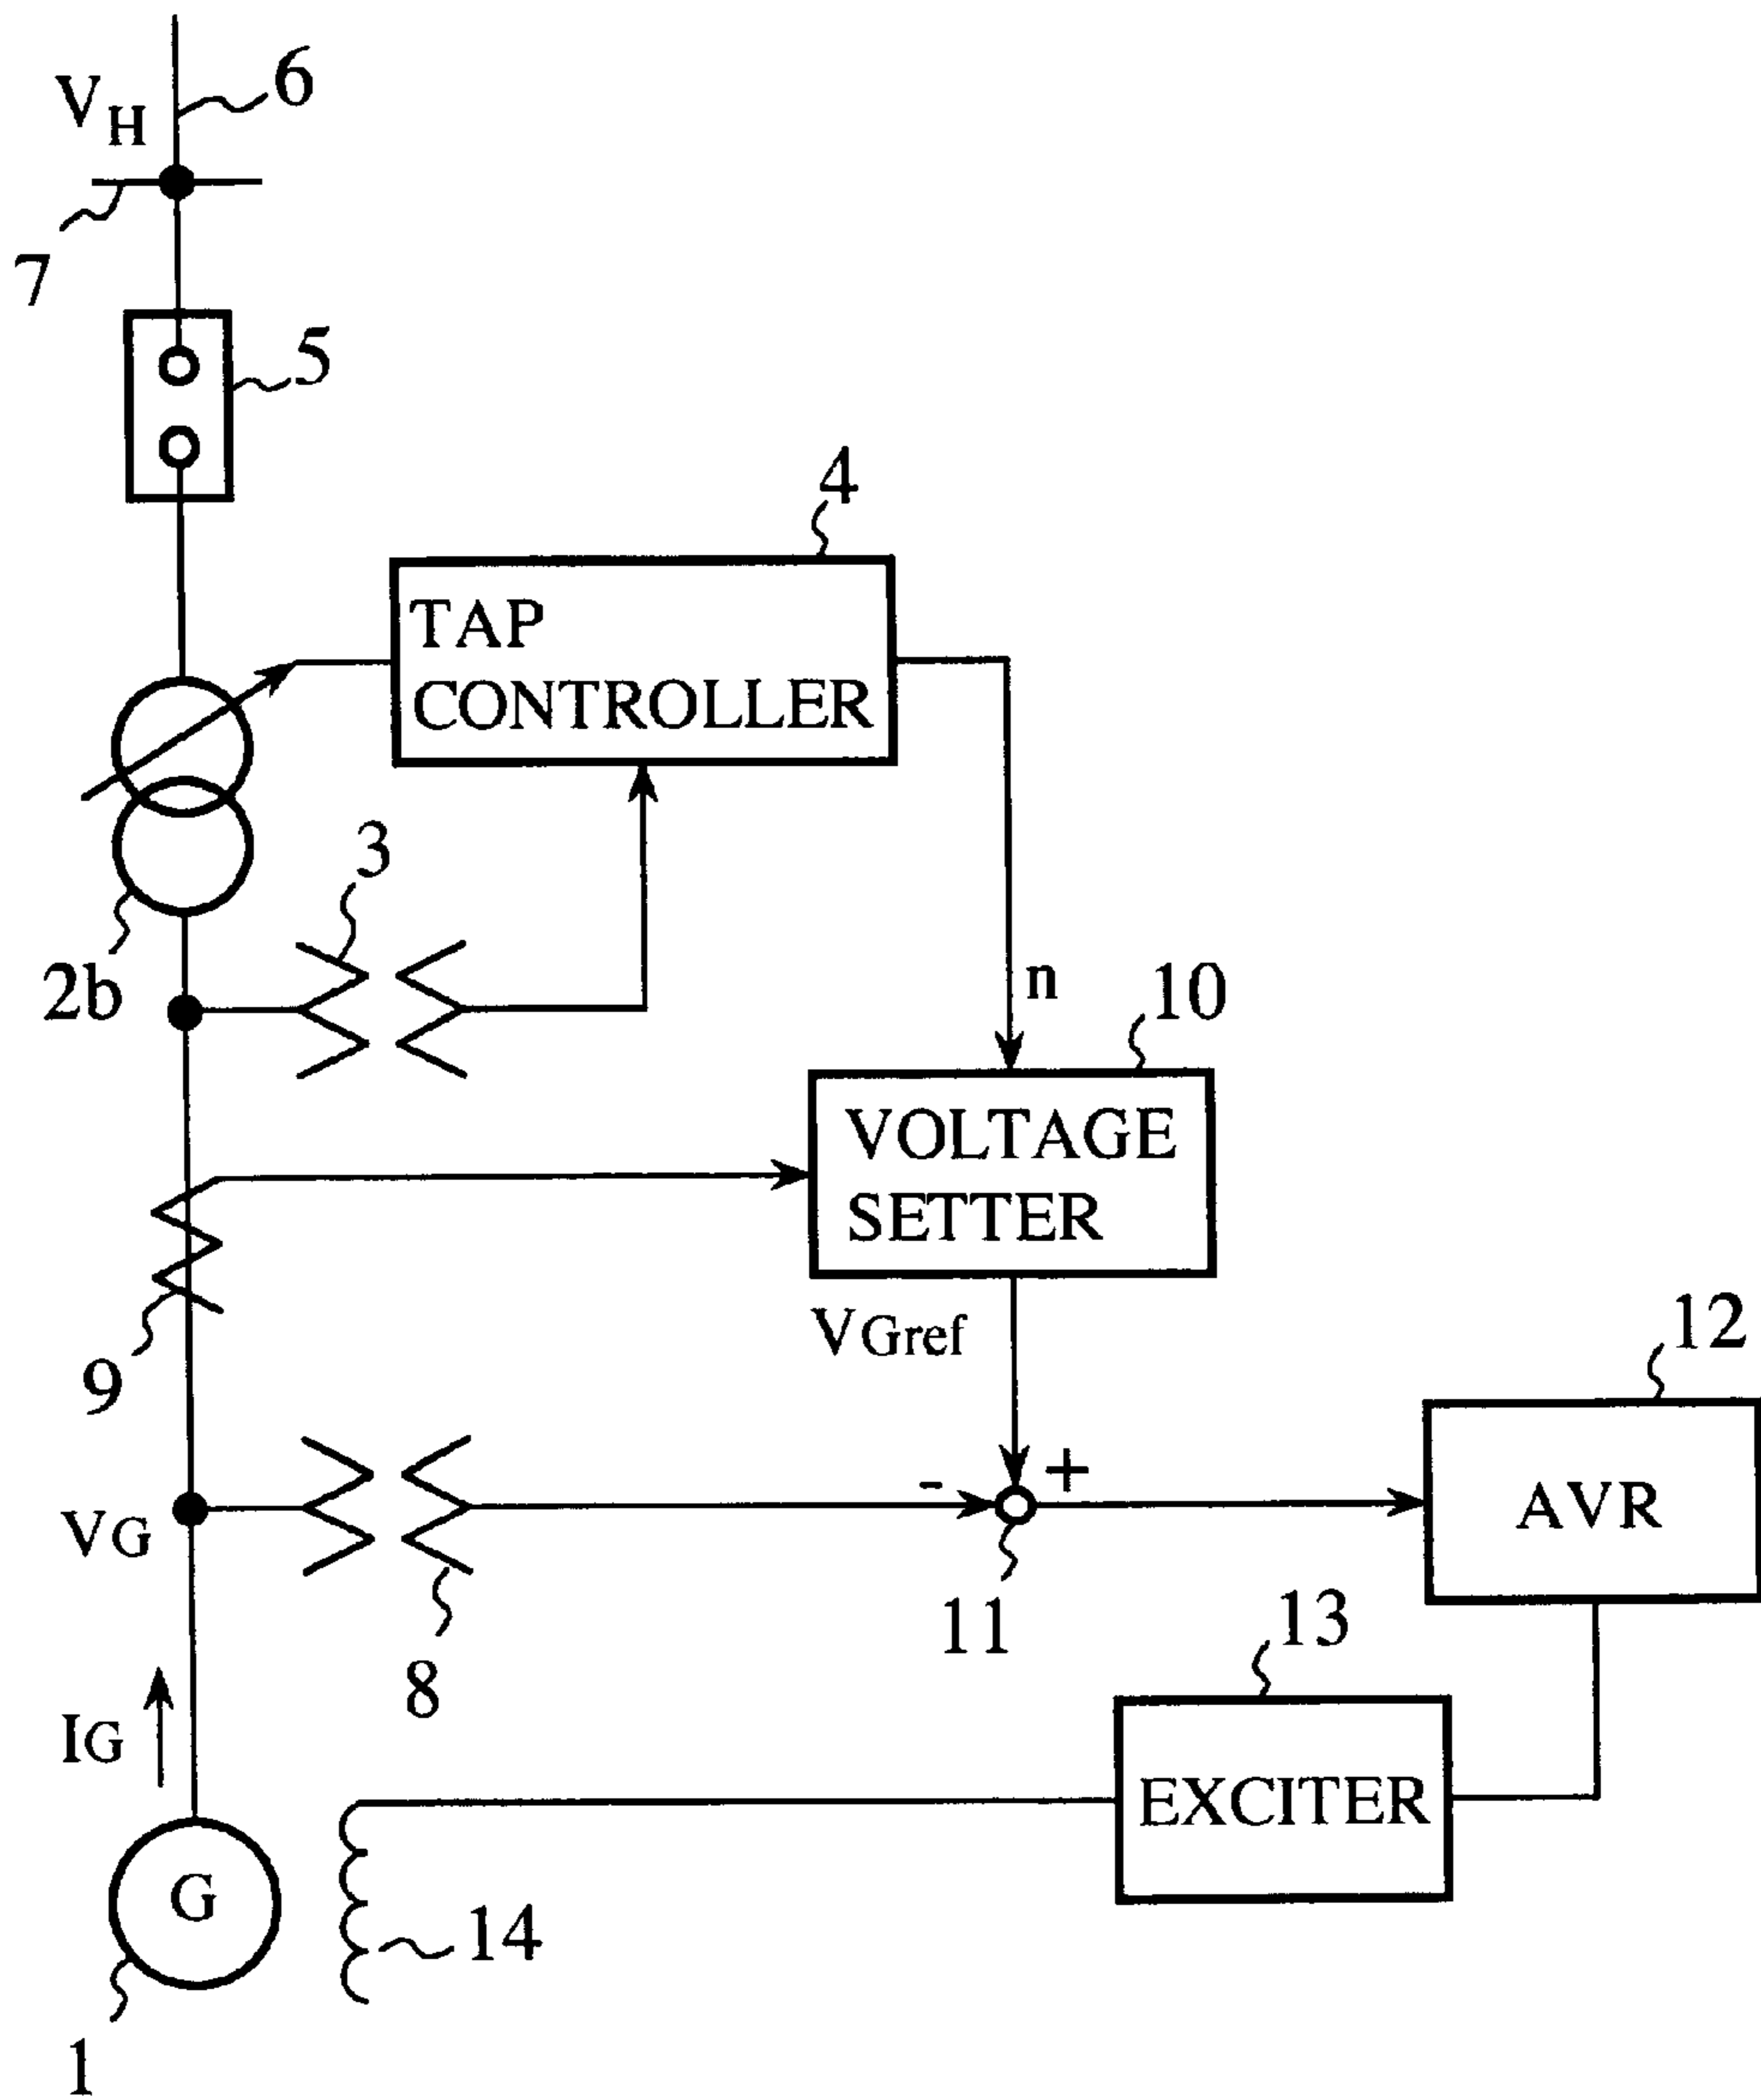 6
VH
7
5
4
TAP
CONTROLLER
3
2b
n
10
VOLTAGE
SETTER
9
VGref
12
- +
AVR
VG
11
13
8
IG
EXCITER
G
14
1